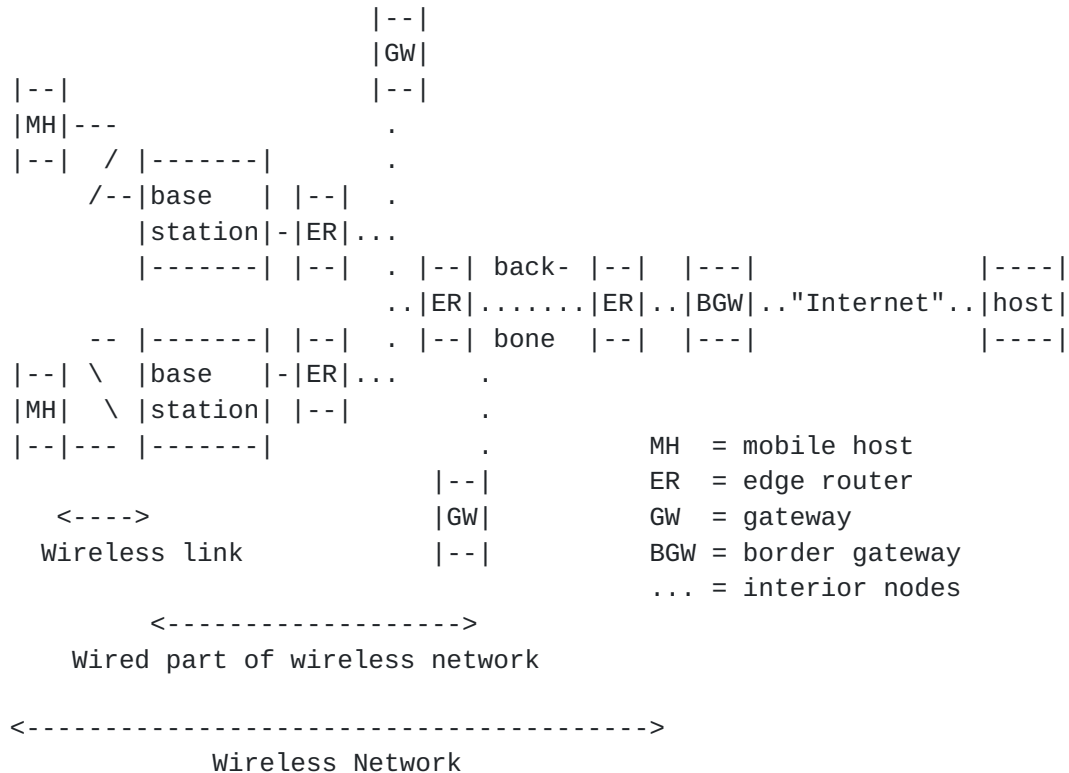 |--|
                       |GW|
|--|                   |--|
|MH|---                 .
|--|  / |-------|       .
     /--|base   | |--|  .
        |station|-|ER|...
        |-------| |--|  . |--| back- |--|  |---|              |----|
                        ..|ER|.......|ER|..|BGW|.."Internet"..|host|
     -- |-------| |--|  . |--| bone  |--|  |---|              |----|
|--| \  |base   |-|ER|...     .
|MH|  \ |station| |--|        .
|--|--- |-------|             .          MH  = mobile host
                           |--|          ER  = edge router
   <---->                  |GW|          GW  = gateway
  Wireless link            |--|          BGW = border gateway
                                         ... = interior nodes
         <------------------->
    Wired part of wireless network

<---------------------------------------->
             Wireless Network